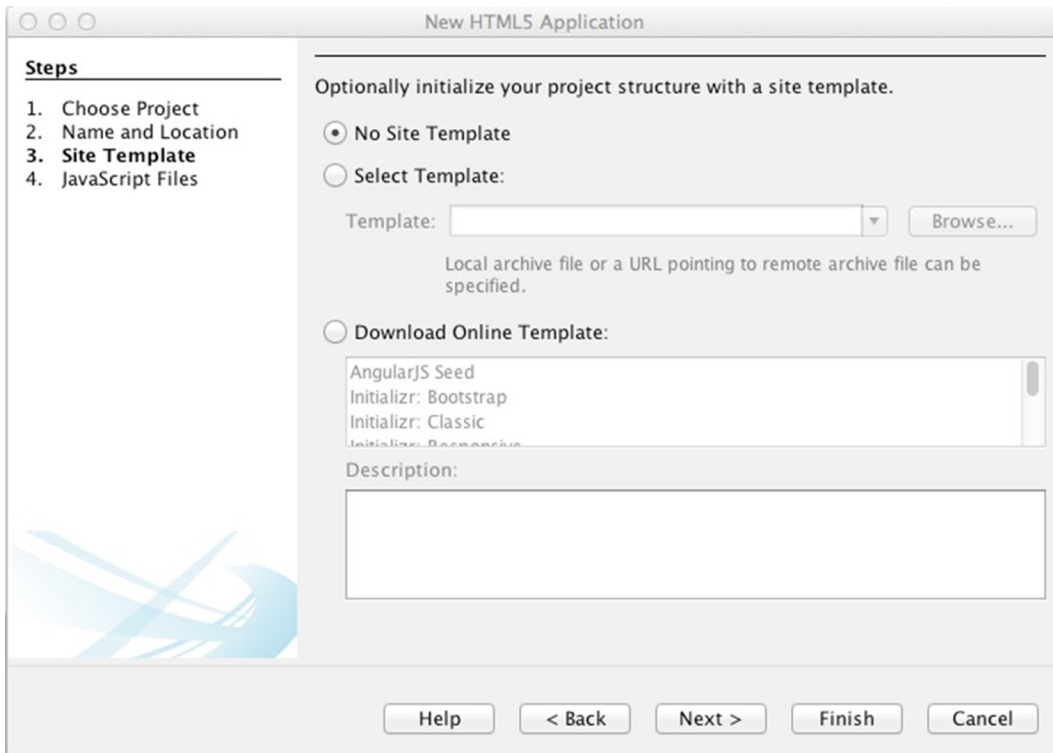 New HTML5 Application
Steps
1. Choose Project
2. Name and Location
3. Site Template
4. JavaScript Files
Optionally initialize your project structure with a site template.
No Site Template
Select Template:
Template:
Browse...
Local archive file or a URL pointing to remote archive file can be
specified.
Download Online Template:
AngularJS Seed
Initializr: Bootstrap
Initializr: Classic
Initializr: Responsive
Description:
Help
< Back
Next >
Finish
Cancel